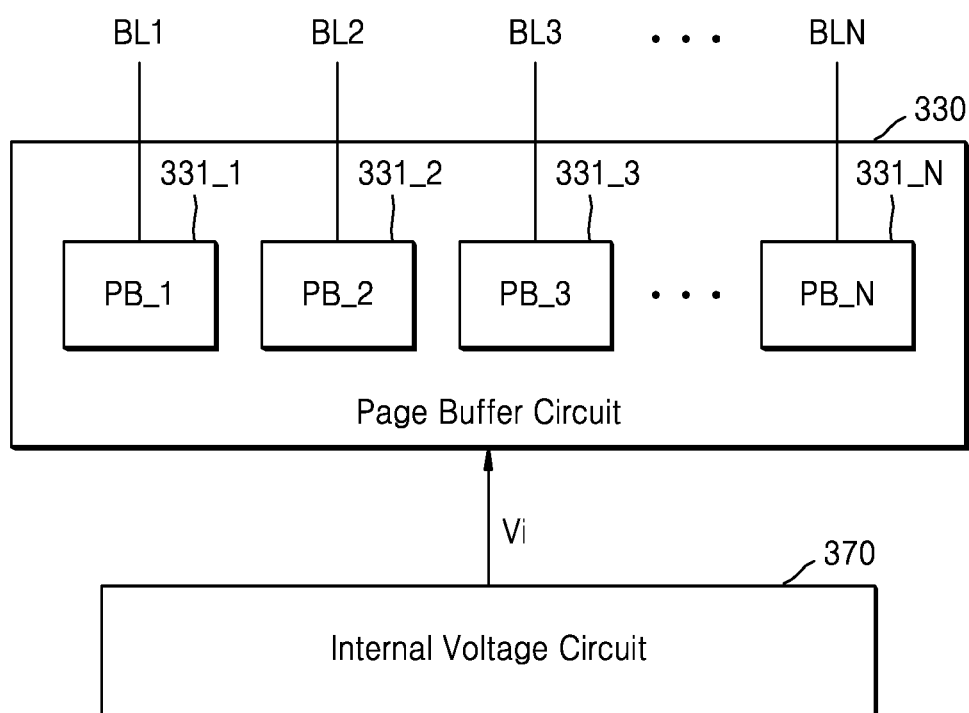 BL1 BL2 BL3 • • • BLN
330
331_1 331_2 331_3 331_N
PB_1 PB_2 PB_3 • • • PB_N
Page Buffer Circuit
Vi
370
Internal Voltage Circuit